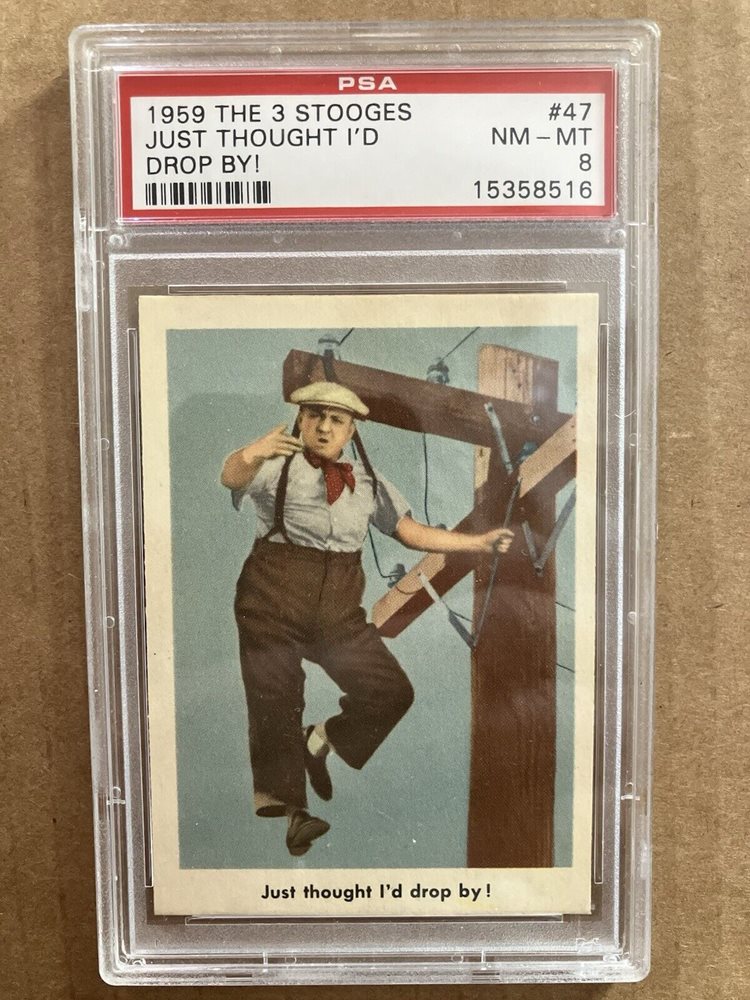 PSA
1959 THE 3 STOOGES #47
JUST THOUGHT I'D NM - MT
DROP BY! 8
15358516
Just thought I'd drop by!